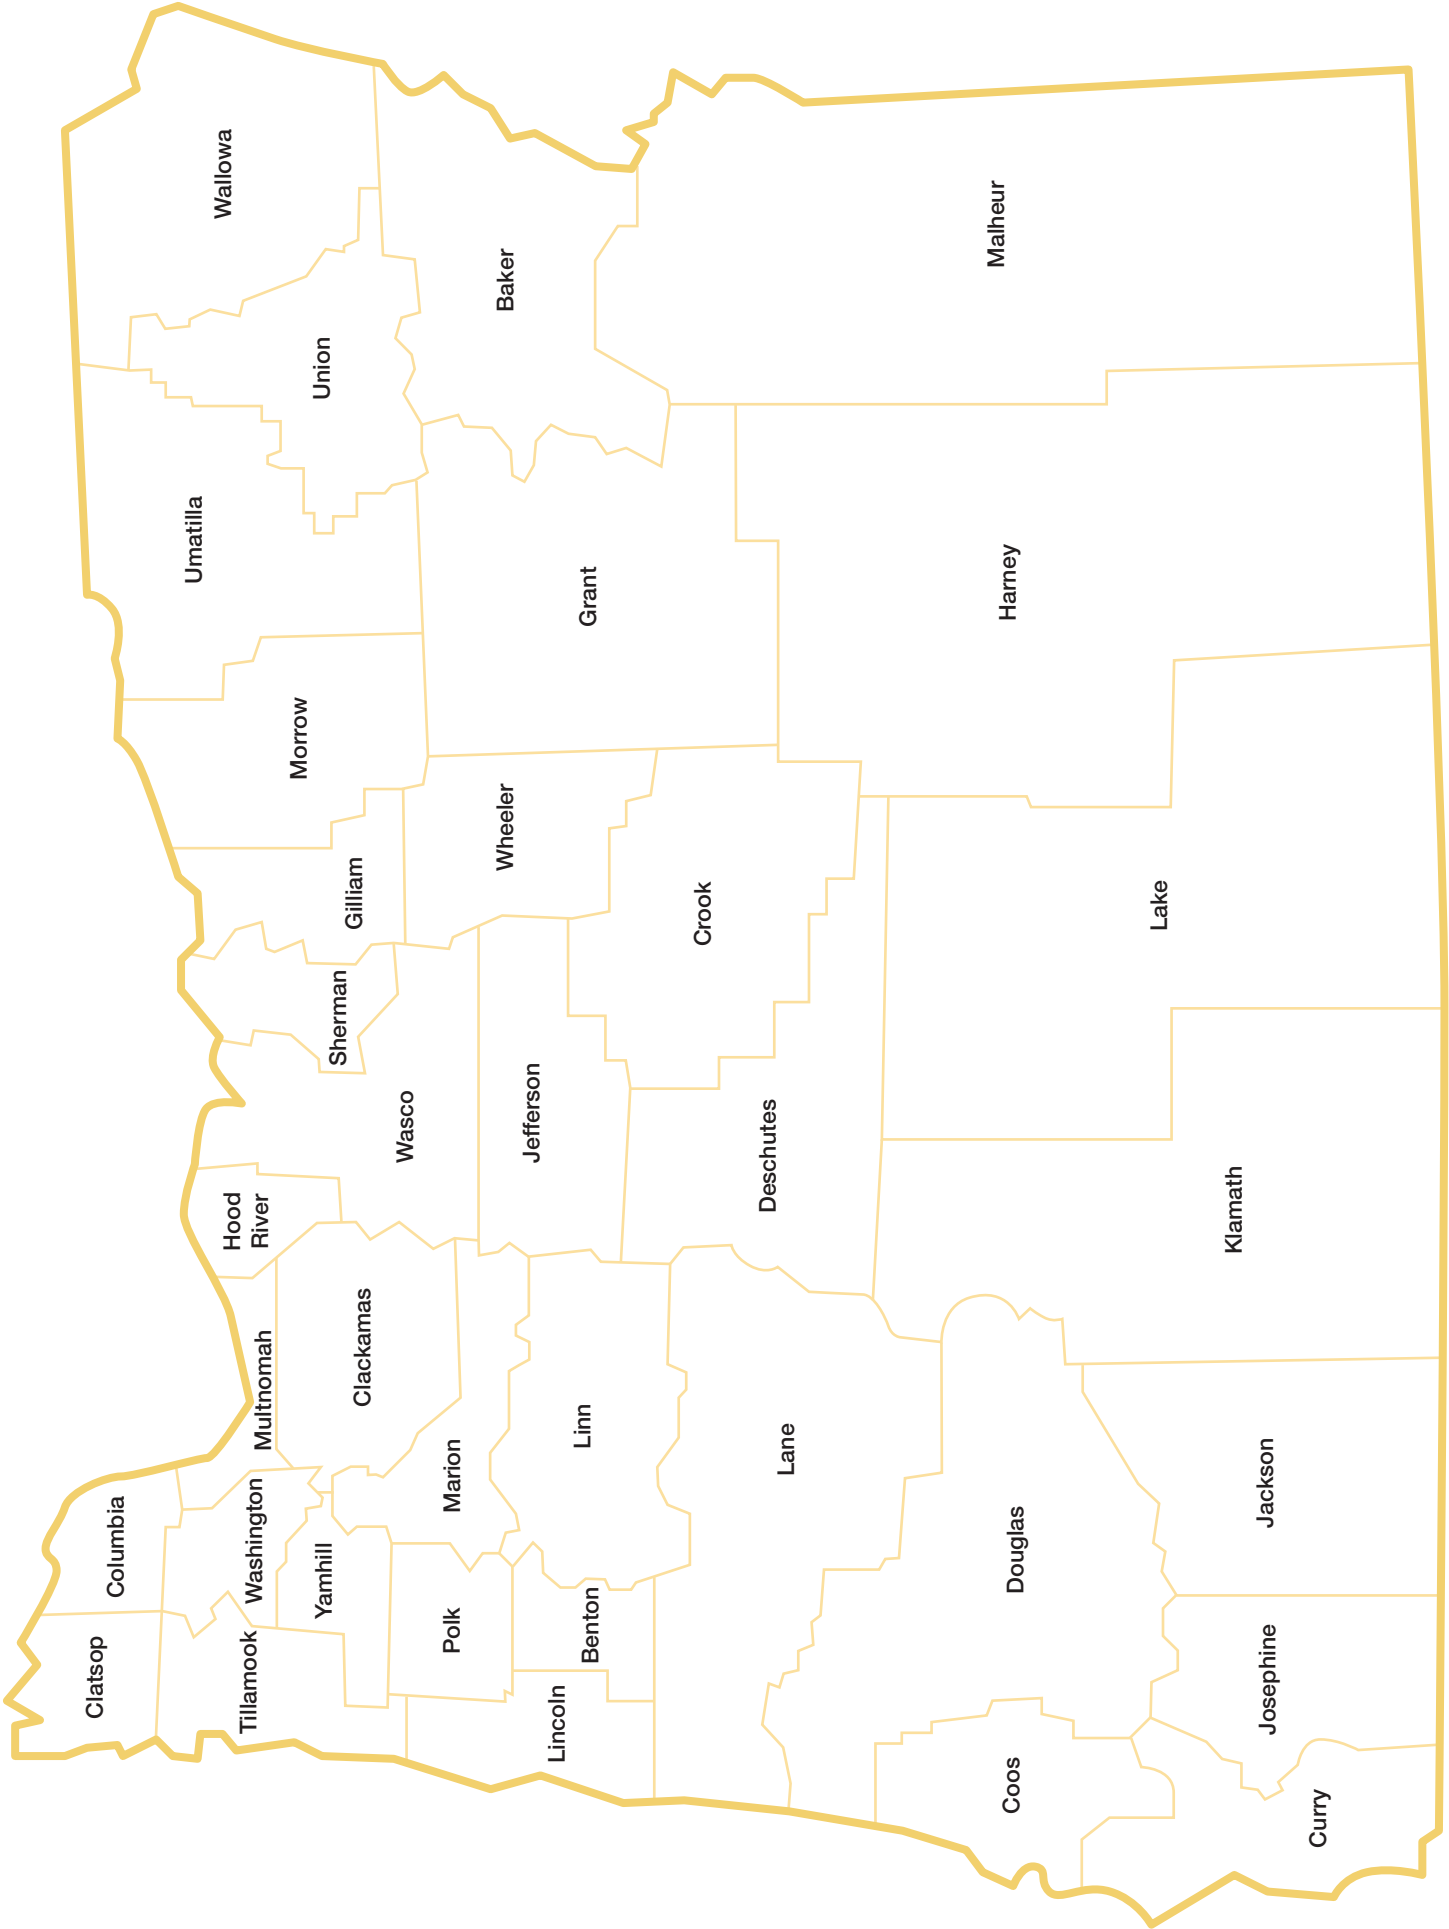 Clatsop
Columbia
Tillamook
Washington
Multnomah
Hood
River
Wasco
Sherman
Gilliam
Morrow
Umatilla
Union
Wallowa
Yamhill
Clackamas
Polk
Marion
Lincoln
Benton
Linn
Jefferson
Wheeler
Grant
Baker
Lane
Deschutes
Crook
Malheur
Harney
Coos
Douglas
Klamath
Lake
Curry
Josephine
Jackson